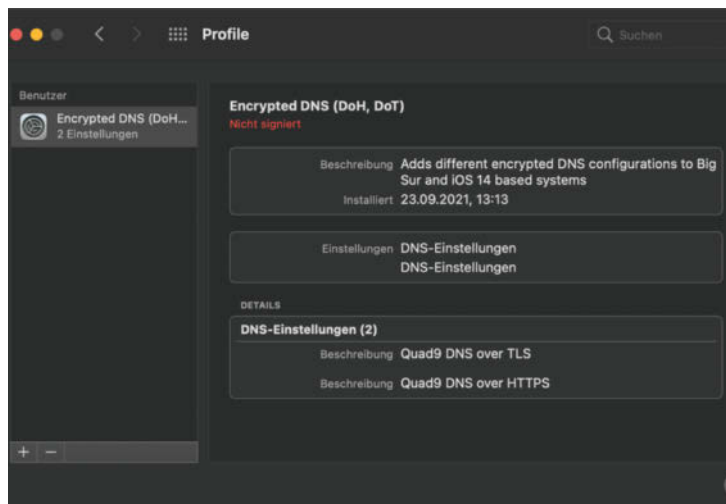 Profile
Suchen
Benutzer
Encrypted DNS (DoH...
2 Einstellungen
Encrypted DNS (DoH, DoT)
Nicht signiert
Beschreibung Adds different encrypted DNS configurations to Big
Sur and iOS 14 based systems
Installiert 23.09.2021, 13:13
Einstellungen DNS-Einstellungen
DNS-Einstellungen
DETAILS
DNS-Einstellungen (2)
Beschreibung Quad9 DNS over TLS
Beschreibung Quad9 DNS over HTTPS